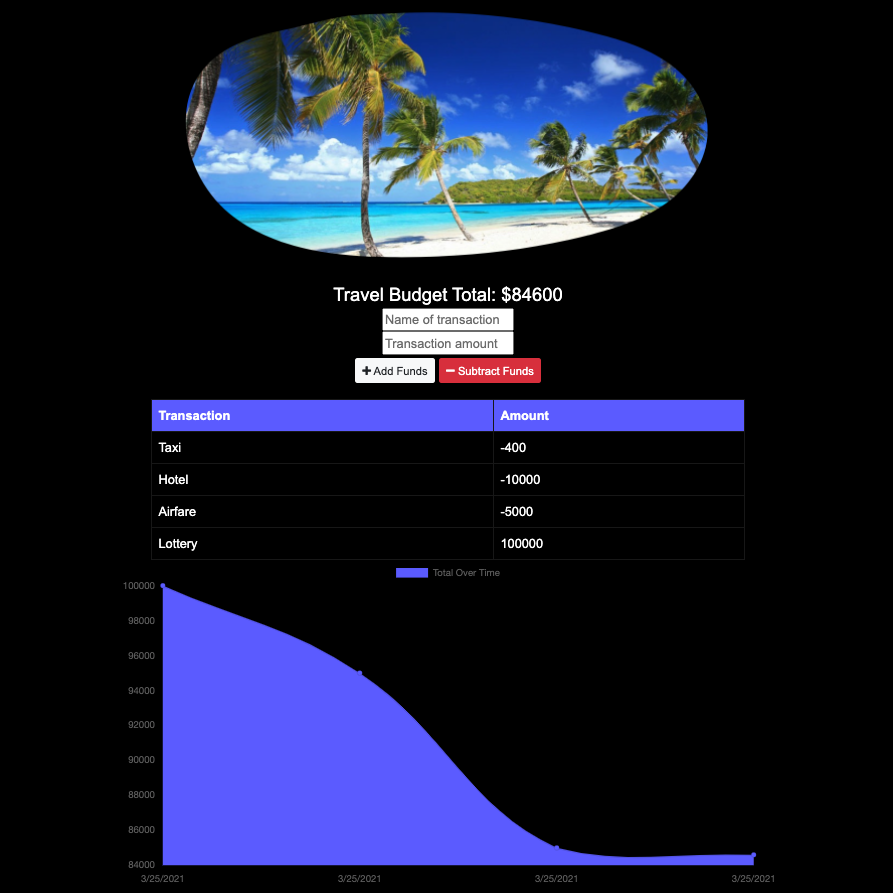 Travel Budget Total: $84600
Name of transaction
Transaction amount
Add Funds Subtract Funds
Transaction Amount
Taxi -400
Hotel -10000
Airfare -5000
Lottery 100000
Total Over Time
100000
98000
96000
94000
92000
90000
88000
86000
84000
3/25/2021 3/25/2021 3/25/2021 3/25/2021